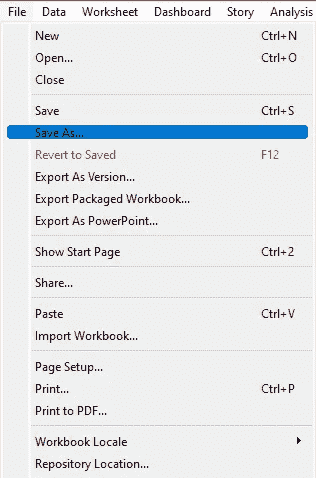 File Data Worksheet Dashboard Story Analysis
New Ctrl+N
Open... Ctrl+O
Close
Save Ctrl+S
Save As...
Revert to Saved F12
Export As Version...
Export Packaged Workbook...
Export As PowerPoint...
Show Start Page Ctrl+2
Share...
Paste Ctrl+V
Import Workbook...
Page Setup...
Print... Ctrl+P
Print to PDF...
Workbook Locale
Repository Location...